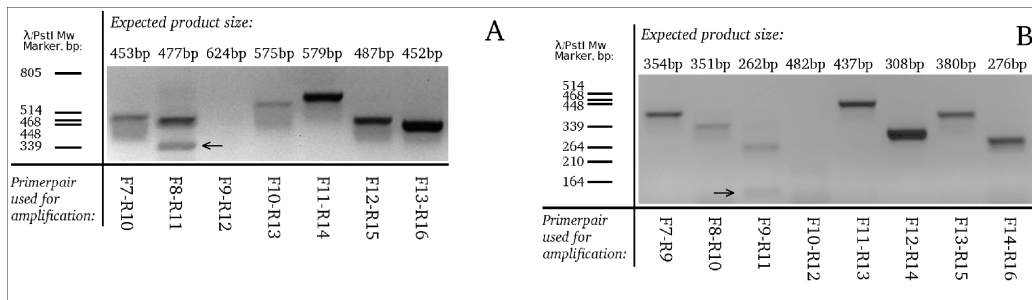 Expected product size:
A
λ/PstI Mw
Marker, bp:
453bp 477bp 624bp 575bp 579bp 487bp 452bp
805
514
468
448
339
Primerpair
used for
amplification:
F7-R10
F8-R11
F9-R12
F10-R13
F11-R14
F12-R15
F13-R16
Expected product size:
B
λ/PstI Mw
Marker, bp:
354bp 351bp 262bp 482bp 437bp 308bp 380bp 276bp
514
468
448
339
264
210
164
Primerpair
used for
amplification:
F7-R9
F8-R10
F9-R11
F10-R12
F11-R13
F12-R14
F13-R15
F14-R16